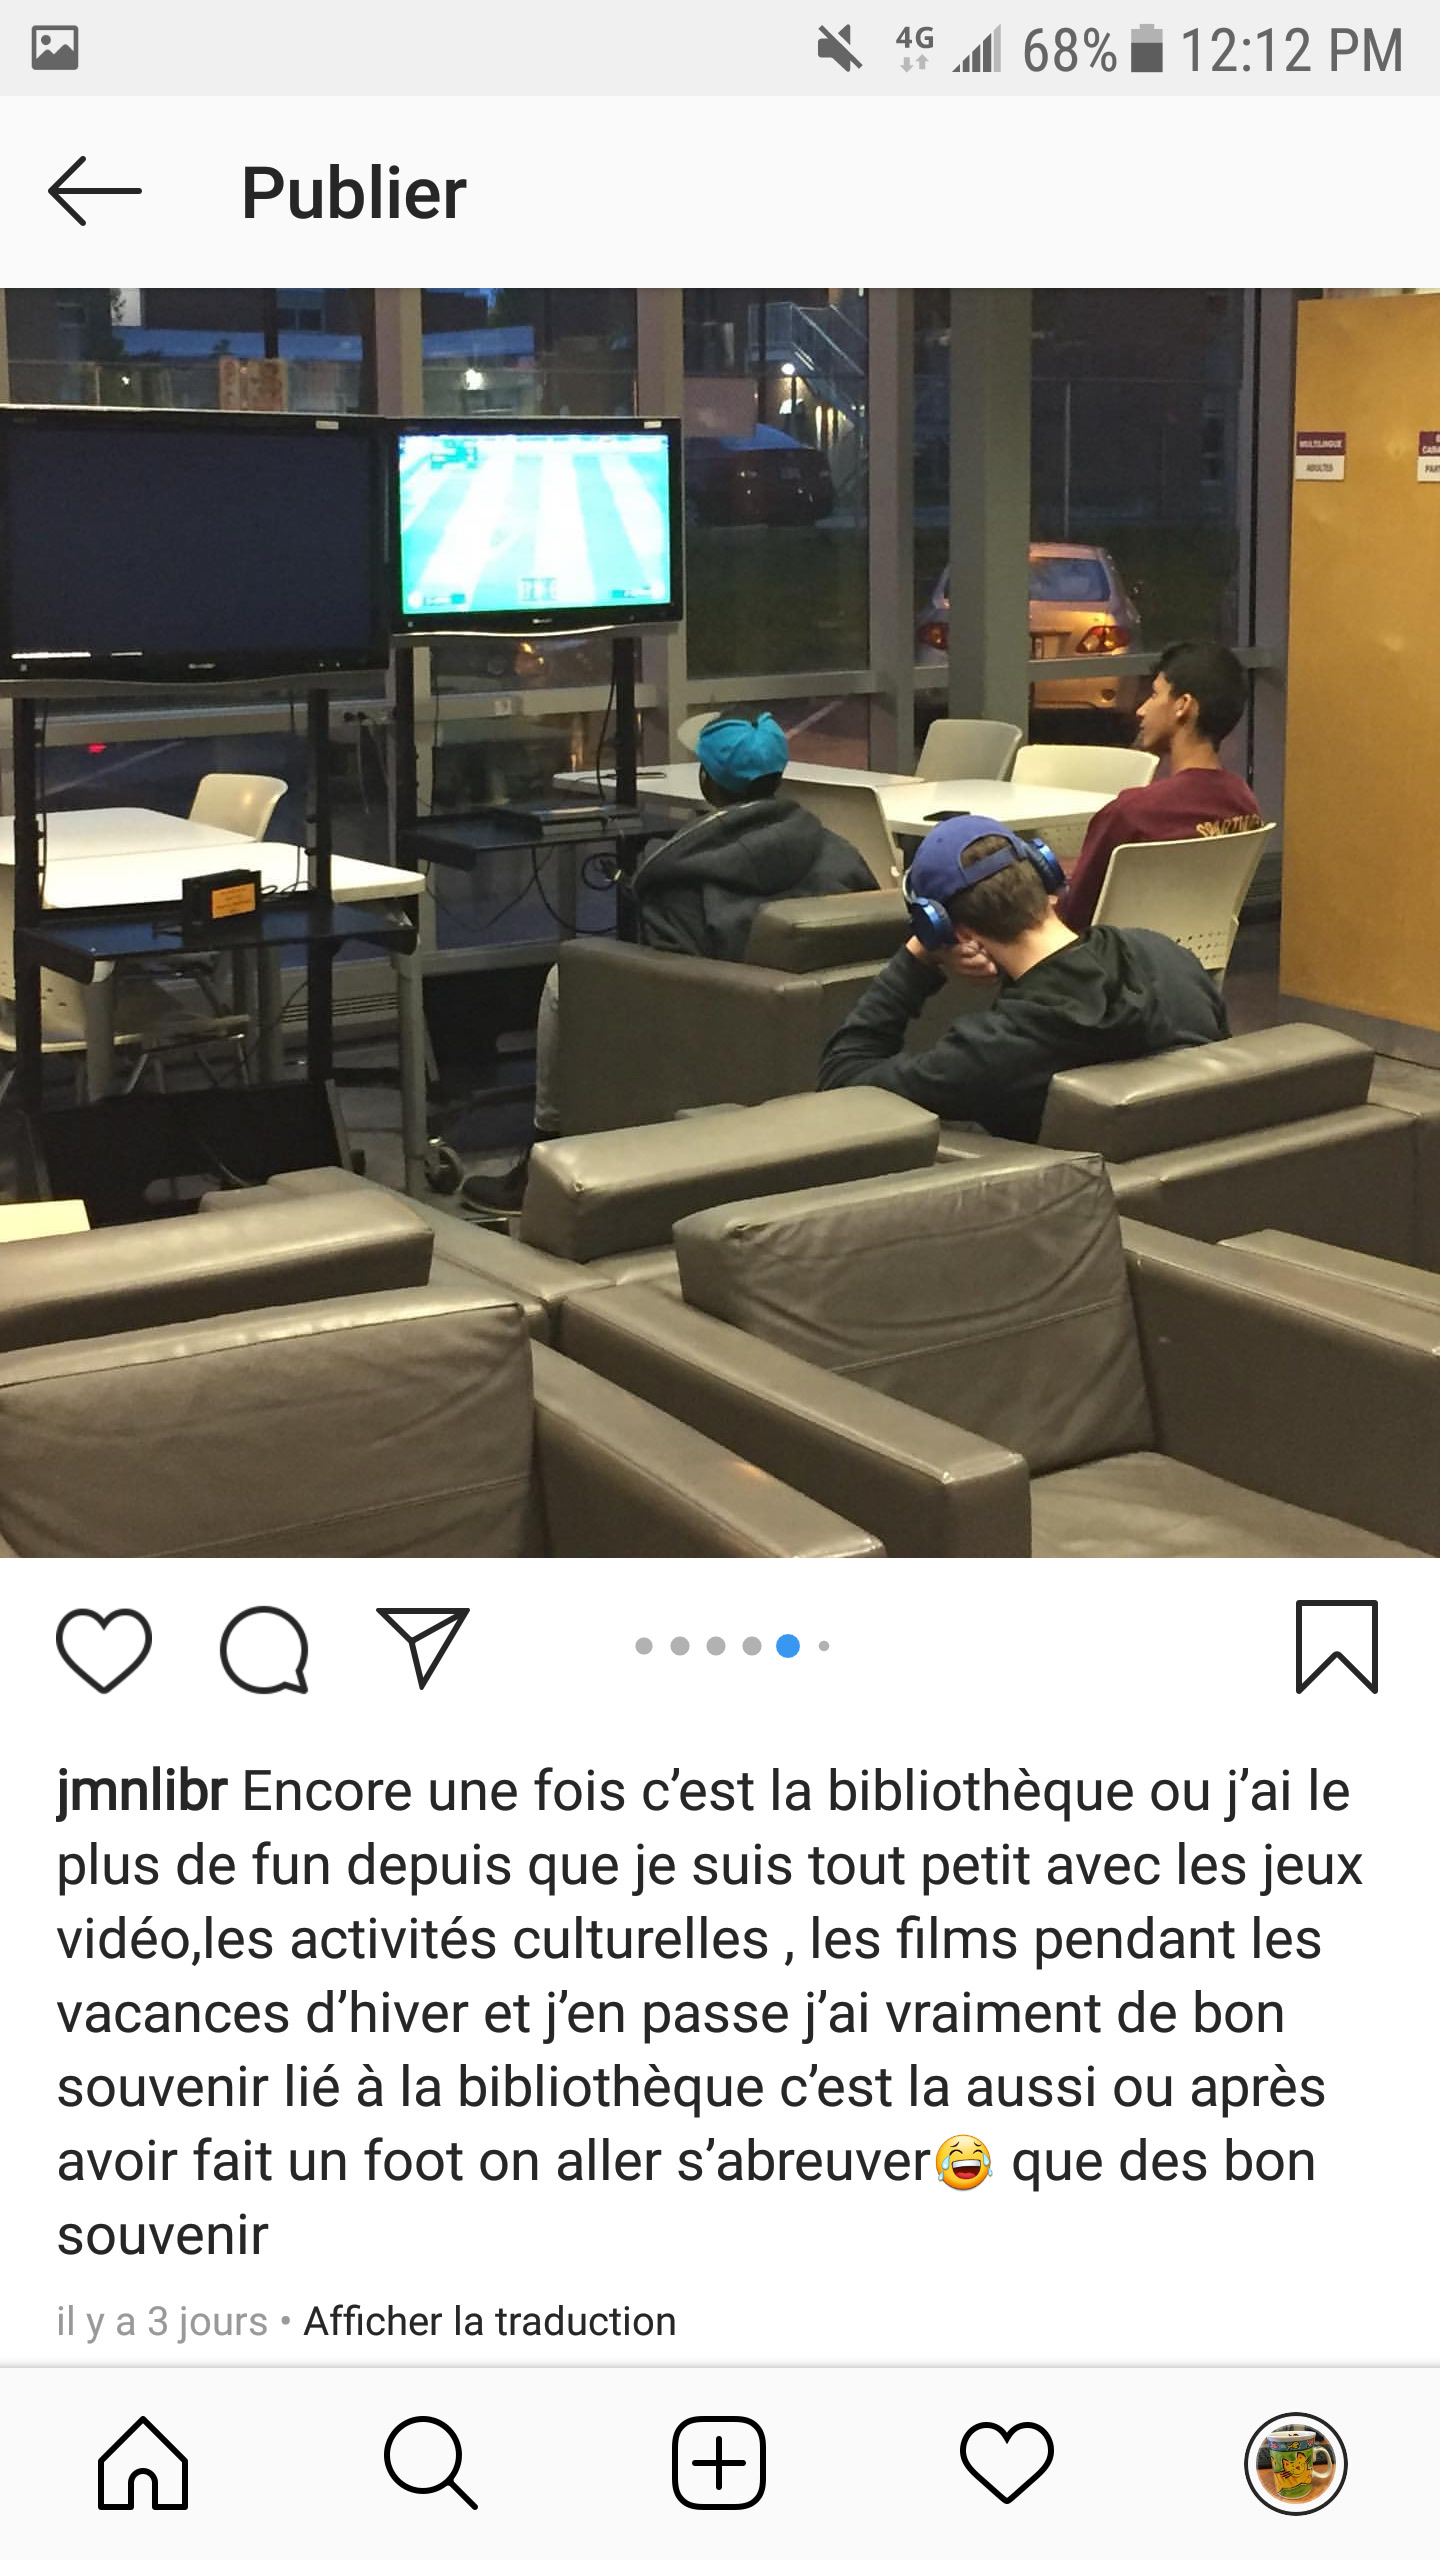 4G 68% 12:12 PM
Publier
MULTILINGUE
ADULTES
jmnlibr Encore une fois c’est la bibliothèque ou j’ai le
plus de fun depuis que je suis tout petit avec les jeux
vidéo,les activités culturelles , les films pendant les
vacances d’hiver et j’en passe j’ai vraiment de bon
souvenir lié à la bibliothèque c’est la aussi ou après
avoir fait un foot on aller s’abreuver😂 que des bon
souvenir
il y a 3 jours • Afficher la traduction